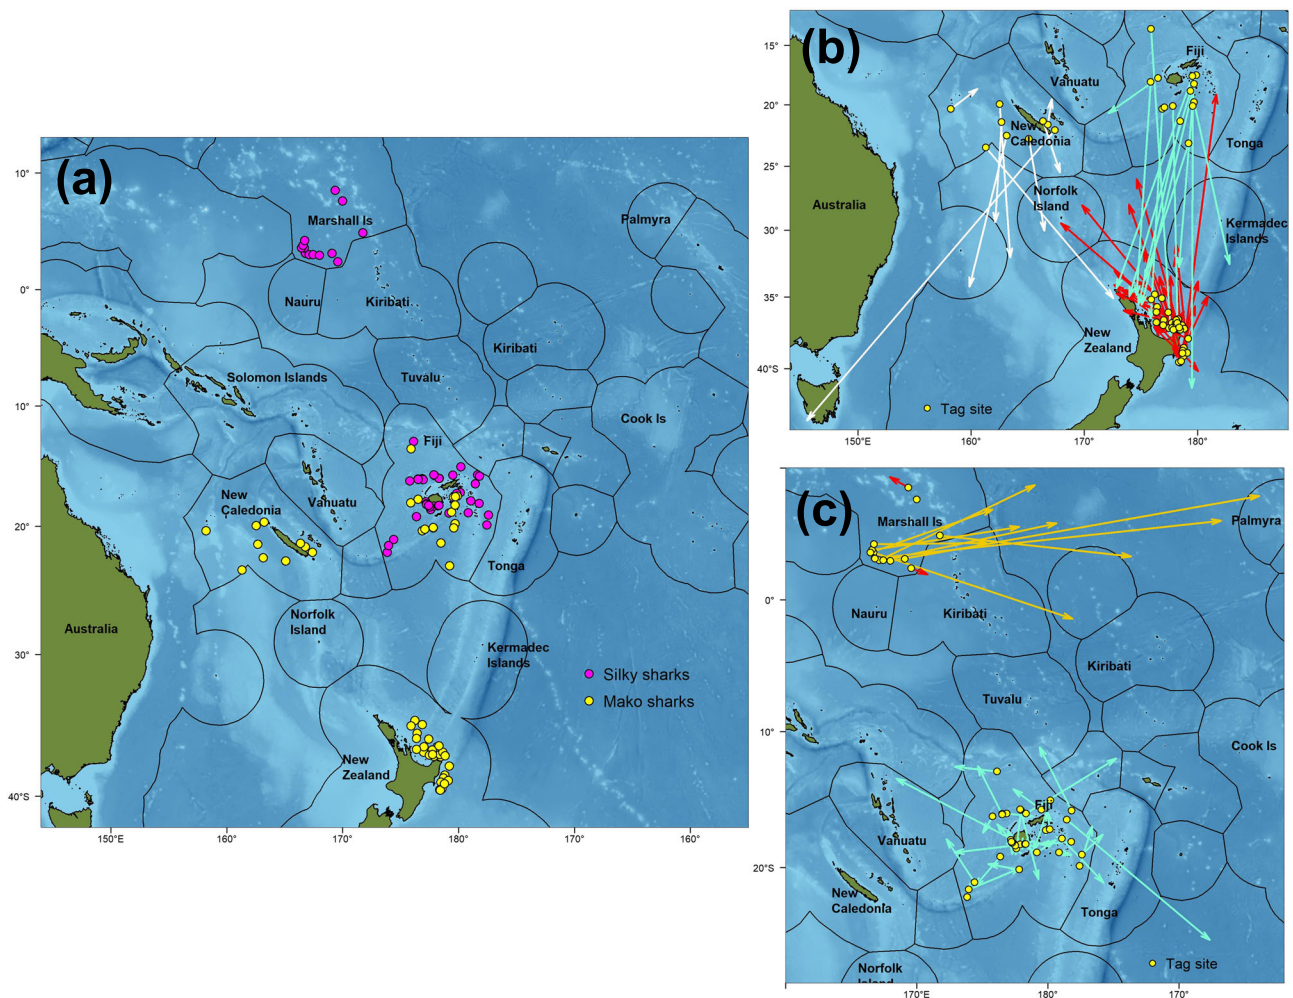 (a)
10°
0°
10°
20°
30°
40°S
150°E
160°
170°
180°
170°
160°
Marshall Is
Palmyra
Nauru
Kiribati
Kiribati
Solomon Islands
Tuvalu
Cook Is
Fiji
New
Caledonia
Vanuatu
Tonga
Australia
Norfolk
Island
Kermadec
Islands
New
Zealand
Silky sharks
Mako sharks
(b)
15°
20°
25°
30°
35°
40°S
150°E
160°
170°
180°
Fiji
Vanuatu
New
Caledonia
Tonga
Norfolk
Island
Australia
Kermadec
Islands
New
Zealand
Tag site
(c)
0°
10°
20°S
170°E
180°
170°
Marshall Is
Palmyra
Nauru
Kiribati
Kiribati
Tuvalu
Cook Is
Fiji
Vanuatu
New
Caledonia
Tonga
Norfolk
Island
Tag site